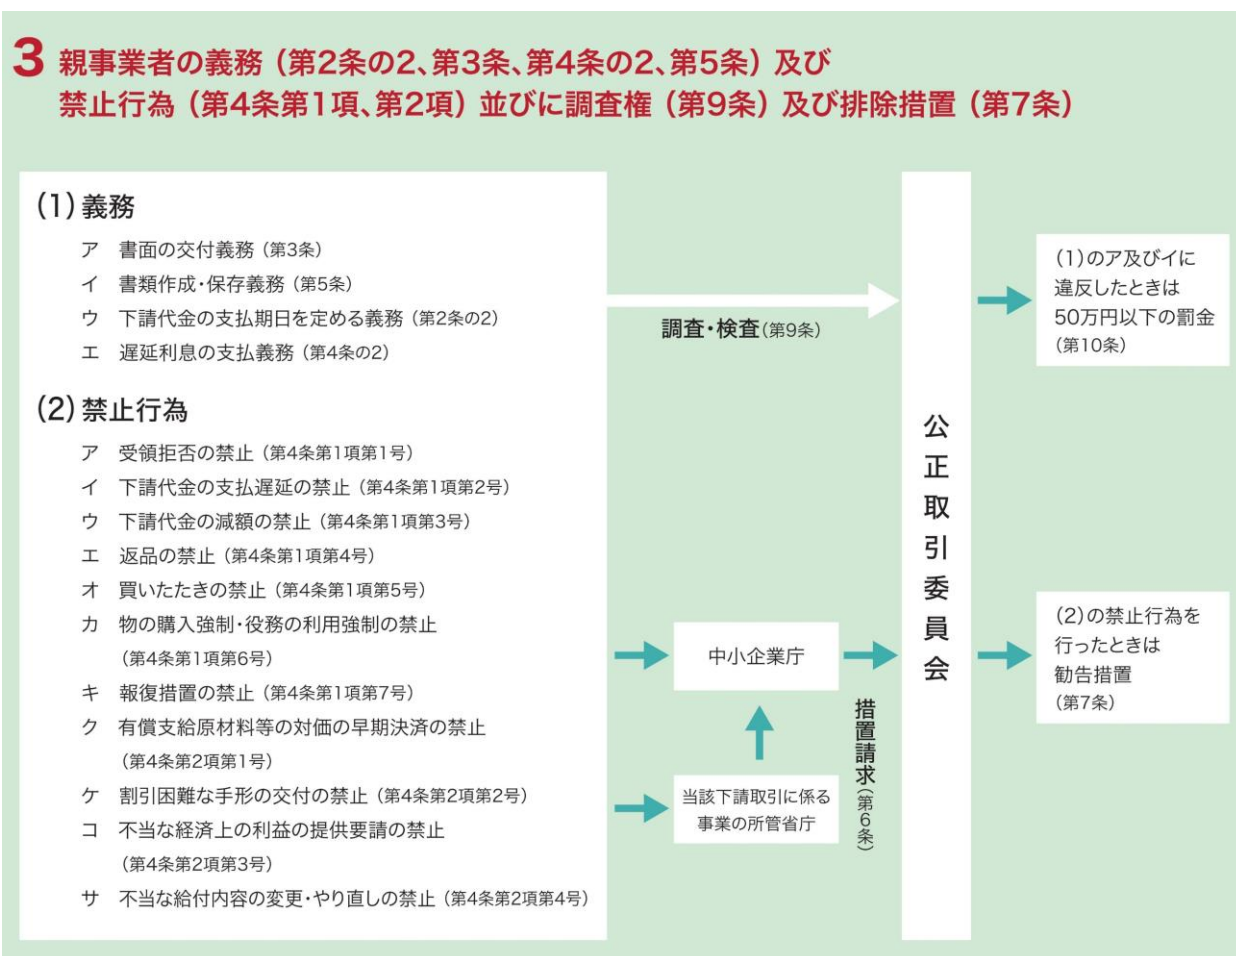 3 親事業者の義務（第2条の2、第3条、第4条の2、第5条）及び
禁止行為（第4条第1項、第2項）並びに調査権（第9条）及び排除措置（第7条）
(1)義務
ア 書面の交付義務（第3条）
イ 書類作成・保存義務（第5条）
ウ 下請代金の支払期日を定める義務（第2条の2）
エ 遅延利息の支払義務（第4条の2）
(2)禁止行為
ア 受領拒否の禁止（第4条第1項第1号）
イ 下請代金の支払遅延の禁止（第4条第1項第2号）
ウ 下請代金の減額の禁止（第4条第1項第3号）
エ 返品の禁止（第4条第1項第4号）
オ 買いたたきの禁止（第4条第1項第5号）
カ 物の購入強制・役務の利用強制の禁止
（第4条第1項第6号）
キ 報復措置の禁止（第4条第1項第7号）
ク 有償支給原材料等の対価の早期決済の禁止
（第4条第2項第1号）
ケ 割引困難な手形の交付の禁止（第4条第2項第2号）
コ 不当な経済上の利益の提供要請の禁止
（第4条第2項第3号）
サ 不当な給付内容の変更・やり直しの禁止（第4条第2項第4号）
調査・検査（第9条）
中小企業庁
当該下請取引に係る
事業の所管省庁
措置請求（第6条）
公正取引委員会
(1)のア及びイに
違反したときは
50万円以下の罰金
（第10条）
(2)の禁止行為を
行ったときは
勧告措置
（第7条）